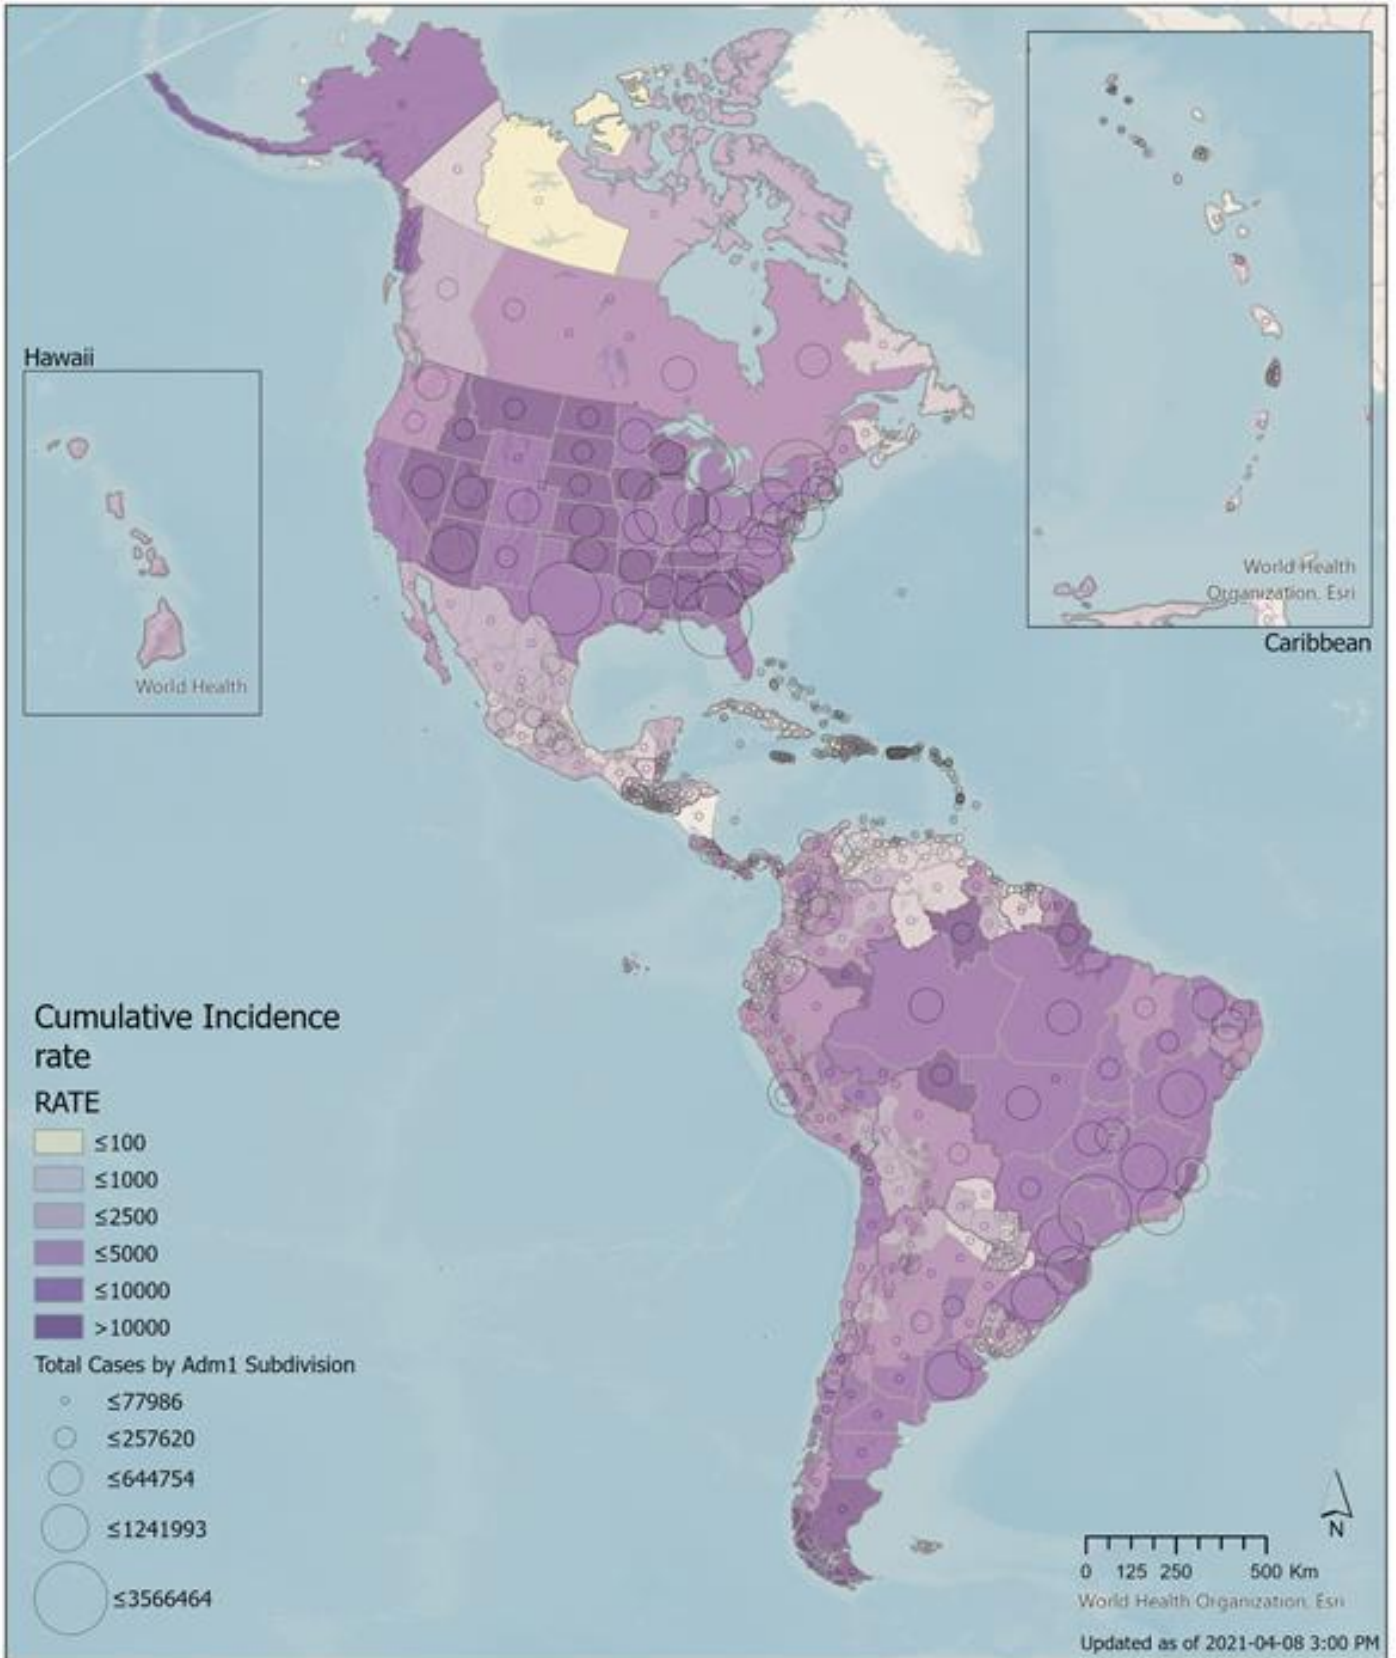 Hawaii
World Health
World Health
Organization, Esri
Caribbean
Cumulative Incidence
rate
RATE
≤100
≤1000
≤2500
≤5000
≤10000
>10000
Total Cases by Adm1 Subdivision
≤77986
≤257620
≤644754
≤1241993
≤3566464
N
0 125 250 500 Km
World Health Organization, Esri
Updated as of 2021-04-08 3:00 PM